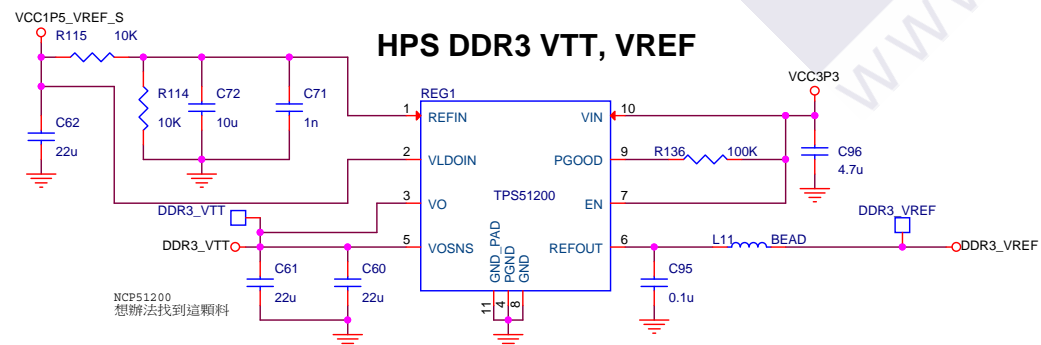 VCC1P5_VREF_S
R115 10K
HPS DDR3 VTT, VREF
VCC3P3
R114
10K
C72
10u
C71
1n
C62
22u
REG1
1 REFIN
VIN 10
2 VLDOIN
PGOOD 9
R136 100K
C96
4.7u
TPS51200
3 VO
EN 7
DDR3_VTT
DDR3_VREF
DDR3_VTT
5 VOSNS
REFOUT 6
L11 BEAD
DDR3_VREF
GND_PAD
PGND
GND
11
4
8
C61
22u
C60
22u
C95
0.1u
NCP51200
想辦法找到這顆料